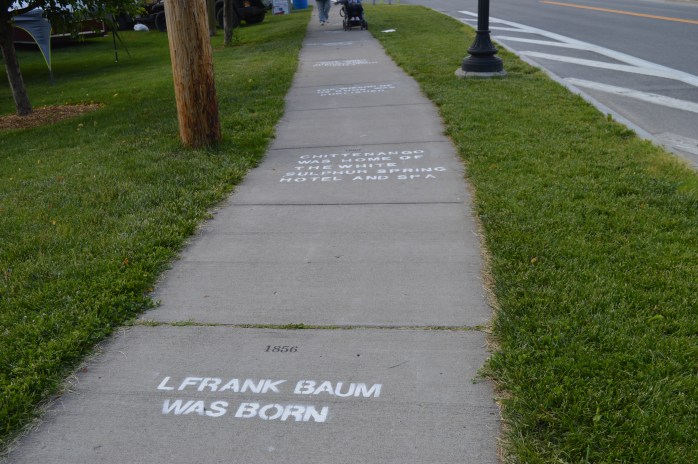 CHITTENANGO
WAS HOME OF
THE WHITE
SULPHUR SPRING
HOTEL AND SPA
1856
L FRANK BAUM
WAS BORN